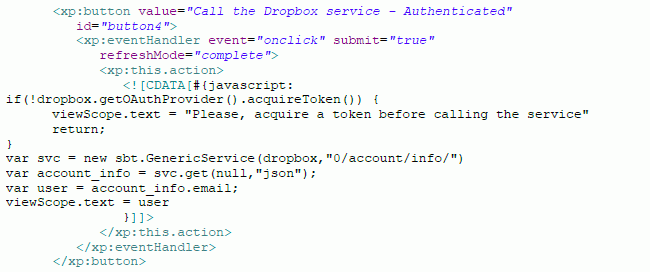 <xp:button value="Call the Dropbox service - Authenticated"
id="button4">
<xp:eventHandler event="onclick" submit="true"
refreshMode="complete">
<xp:this.action>
<![CDATA[#{javascript:
if(!dropbox.getOAuthProvider().acquireToken()) {
viewScope.text = "Please, acquire a token before calling the service"
return;
}
var svc = new sbt.GenericService(dropbox,"0/account/info/")
var account_info = svc.get(null,"json");
var user = account_info.email;
viewScope.text = user
}]]>
</xp:this.action>
</xp:eventHandler>
</xp:button>